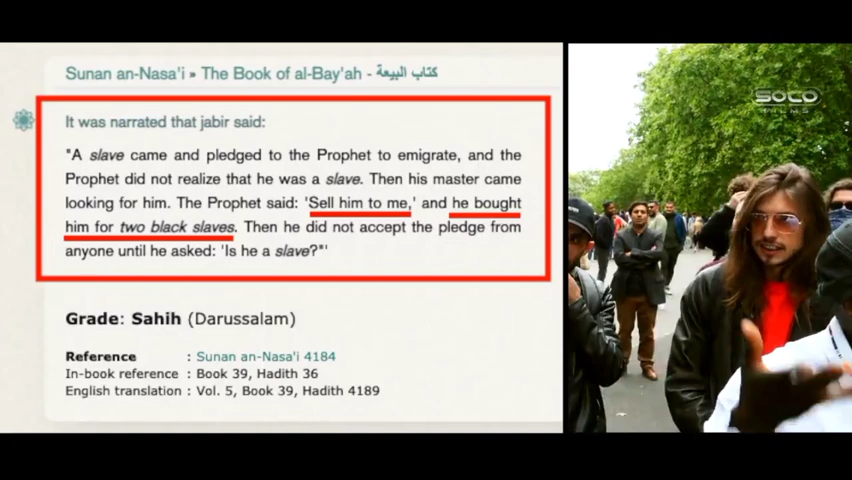 Sunan an-Nasa'i » The Book of al-Bay'ah - كتاب البيعة
It was narrated that jabir said:
"A slave came and pledged to the Prophet to emigrate, and the
Prophet did not realize that he was a slave. Then his master came
looking for him. The Prophet said: 'Sell him to me,' and he bought
him for two black slaves. Then he did not accept the pledge from
anyone until he asked: 'Is he a slave?"'
Grade: Sahih (Darussalam)
Reference : Sunan an-Nasa'i 4184
In-book reference : Book 39, Hadith 36
English translation : Vol. 5, Book 39, Hadith 4189
SOCO
FILMS